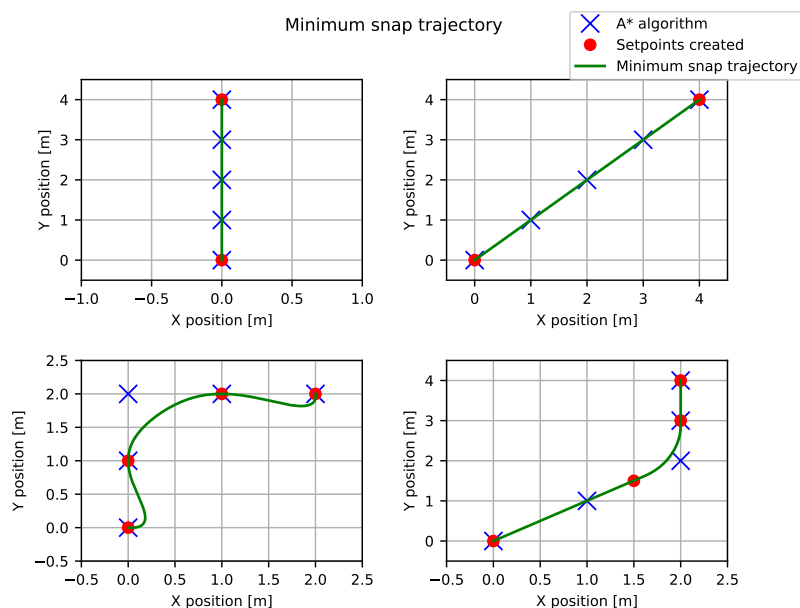 Minimum snap trajectory
A* algorithm
Setpoints created
Minimum snap trajectory
4
3
2
1
0
Y position [m]
−1.0 −0.5 0.0 0.5 1.0
X position [m]
4
3
2
1
0
Y position [m]
0 1 2 3 4
X position [m]
2.5
2.0
1.5
1.0
0.5
0.0
−0.5
Y position [m]
−0.5 0.0 0.5 1.0 1.5 2.0 2.5
X position [m]
4
3
2
1
0
Y position [m]
−0.5 0.0 0.5 1.0 1.5 2.0 2.5
X position [m]